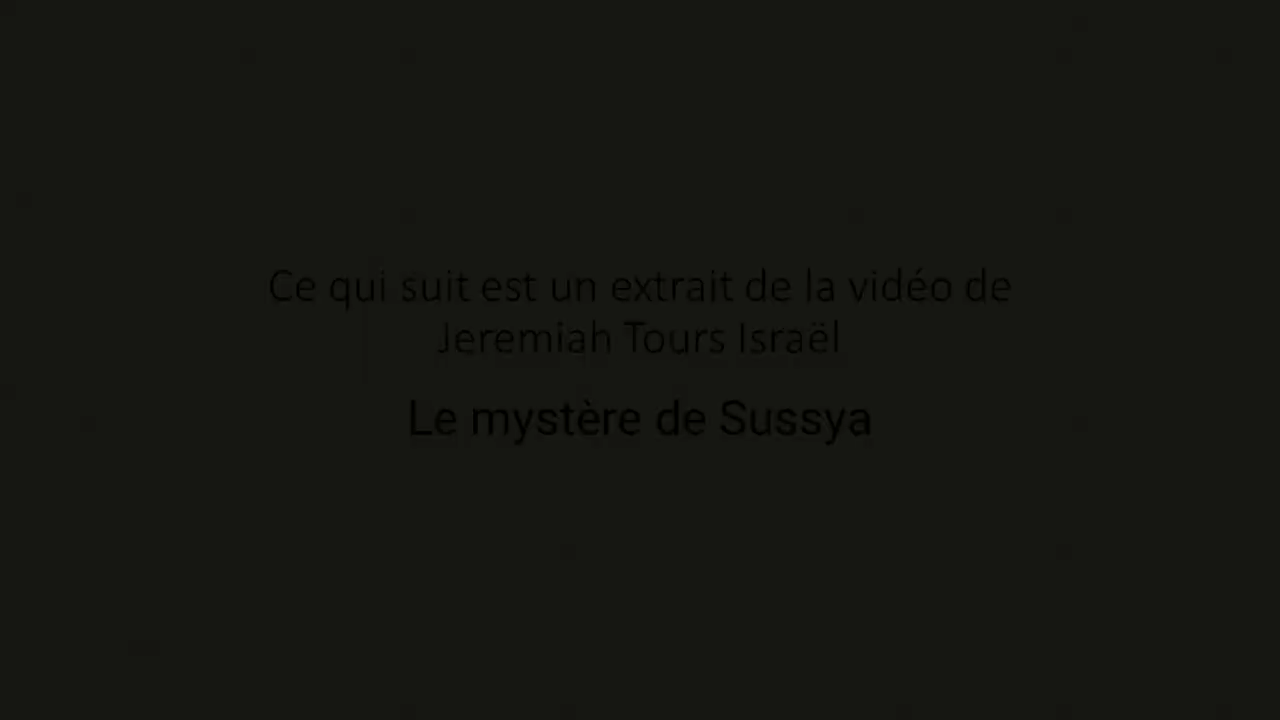 Ce qui suit est un extrait de la vidéo de
Jeremiah Tours Israël
Le mystère de Sussya